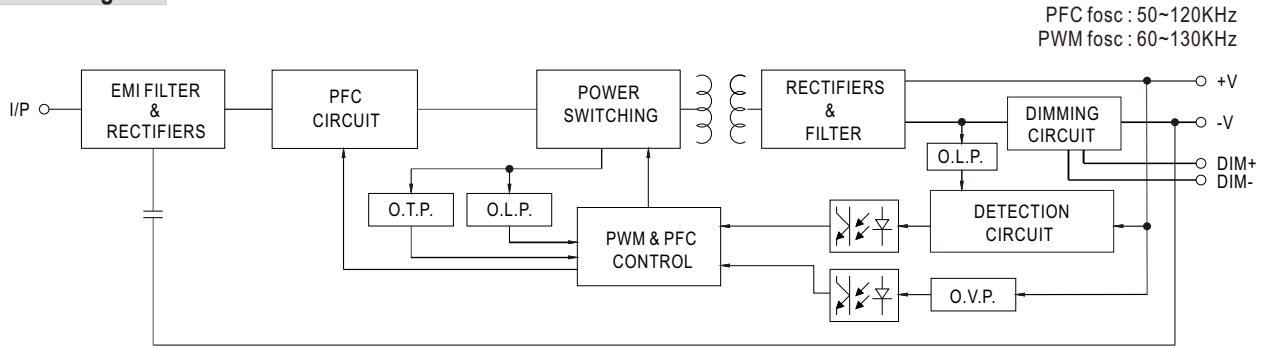 PFC fosc : 50~120KHz
PWM fosc : 60~130KHz
I/P
EMI FILTER
&
RECTIFIERS
PFC
CIRCUIT
POWER
SWITCHING
RECTIFIERS
&
FILTER
DIMMING
CIRCUIT
+V
-V
DIM+
DIM-
O.L.P.
O.T.P.
O.L.P.
PWM & PFC
CONTROL
DETECTION
CIRCUIT
O.V.P.